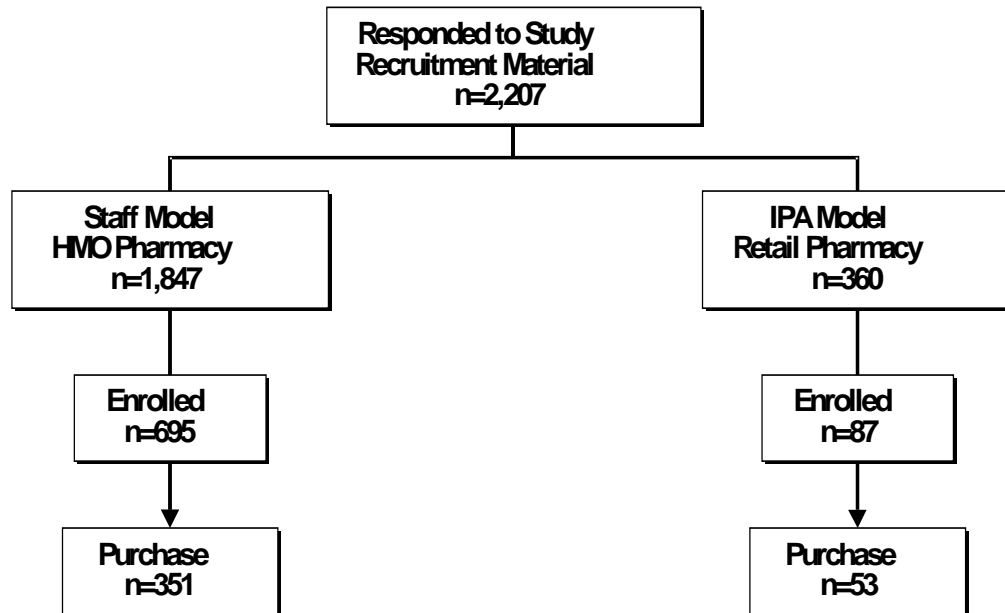 Responded to Study
Recruitment Material
n=2,207
Staff Model
HMO Pharmacy
n=1,847
IPA Model
Retail Pharmacy
n=360
Enrolled
n=695
Enrolled
n=87
Purchase
n=351
Purchase
n=53